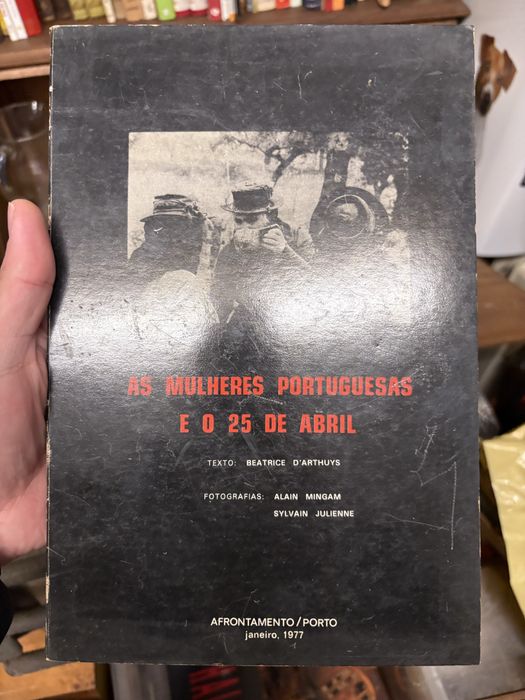 AS MULHERES PORTUGUESAS
E O 25 DE ABRIL
TEXTO: BEATRICE D'ARTHUYS
FOTOGRAFIAS: ALAIN MINGAM
SYLVAIN JULIENNE
AFRONTAMENTO/PORTO
janeiro, 1977